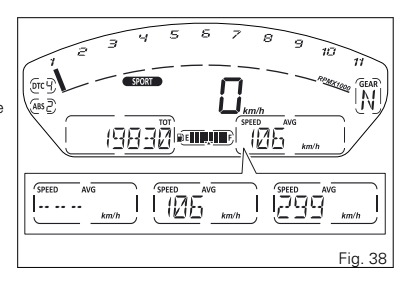 1 2 3 4 5 6 7 8 9 10 11
RPMX1000
DTC 4
SPORT
GEAR
N
e
ABS 2
0 km/h
TOT
19830
E F
SPEED AVG
106 km/h
SPEED AVG
-- -- -- km/h
SPEED AVG
106 km/h
SPEED AVG
299 km/h
Fig. 38